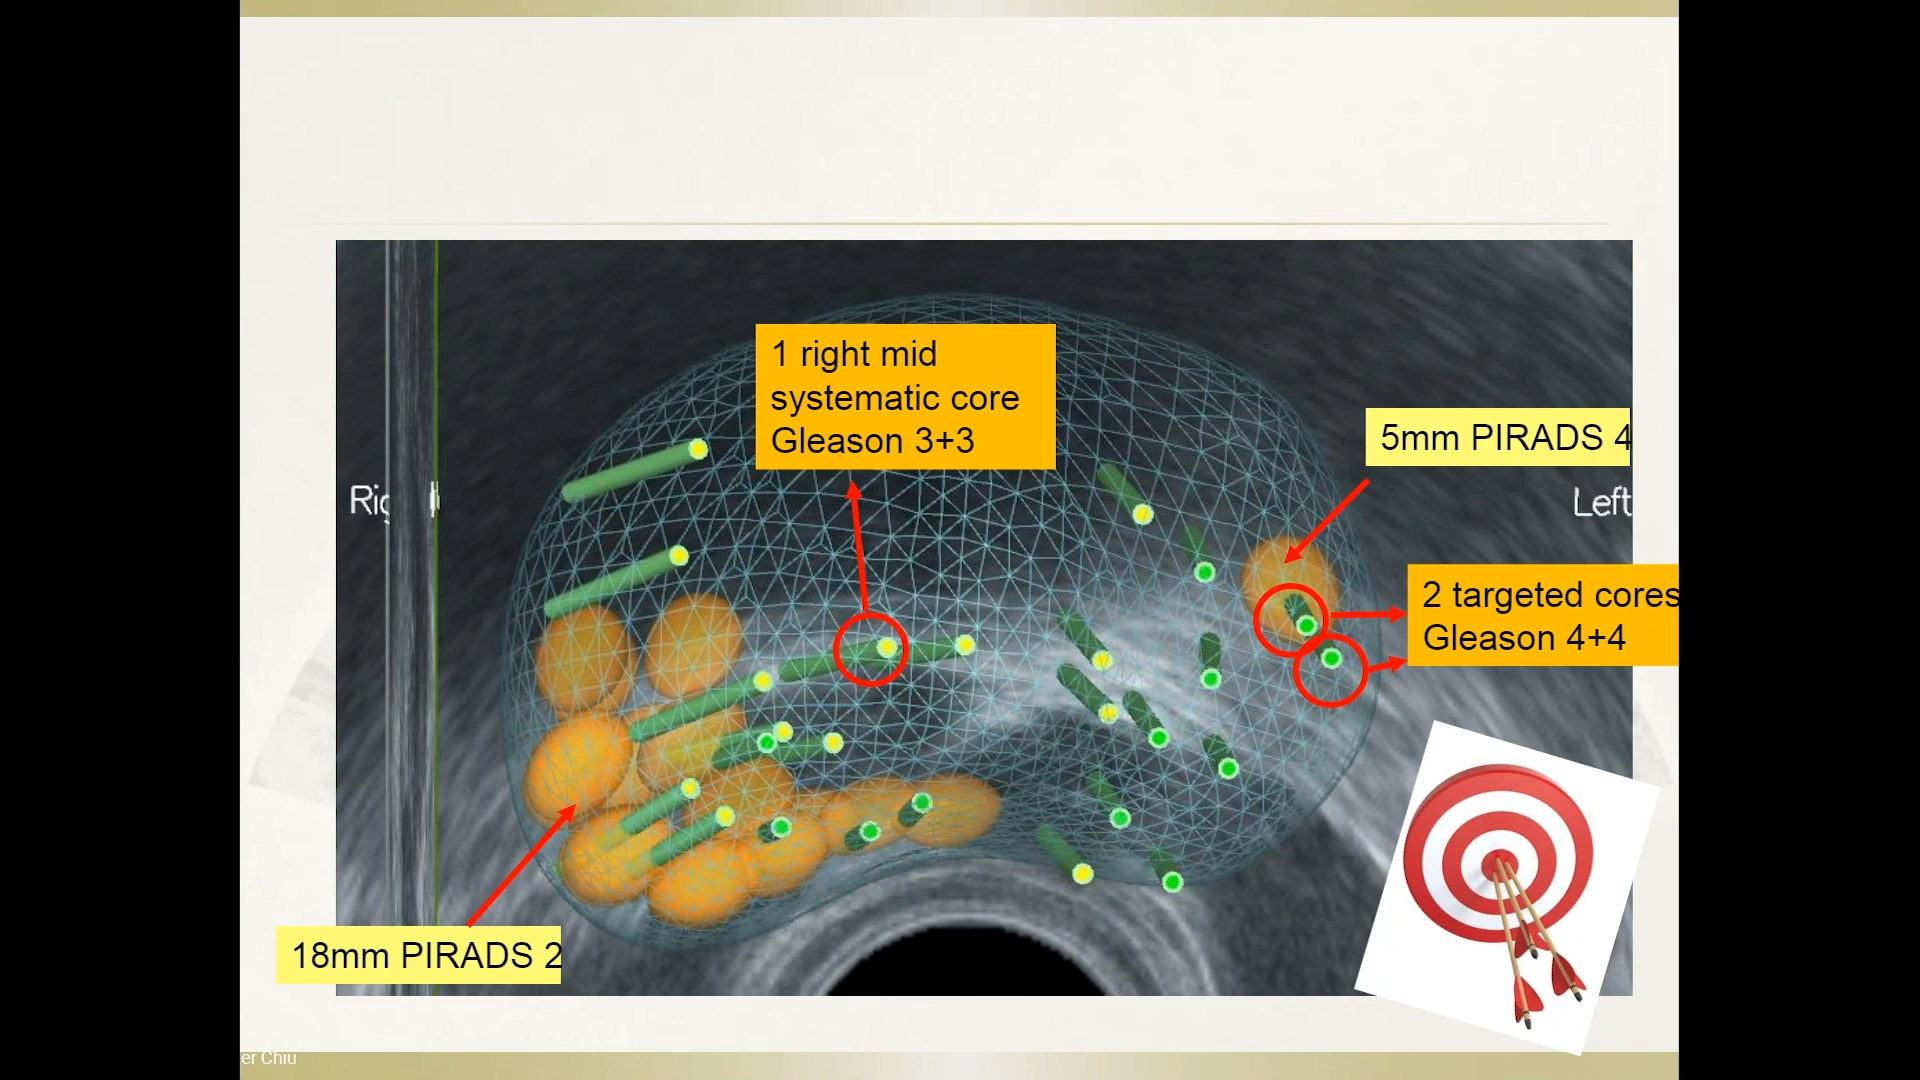 1 right mid
systematic core
Gleason 3+3
5mm PIRADS 4
Left
2 targeted cores
Gleason 4+4
18mm PIRADS 2
Chiu